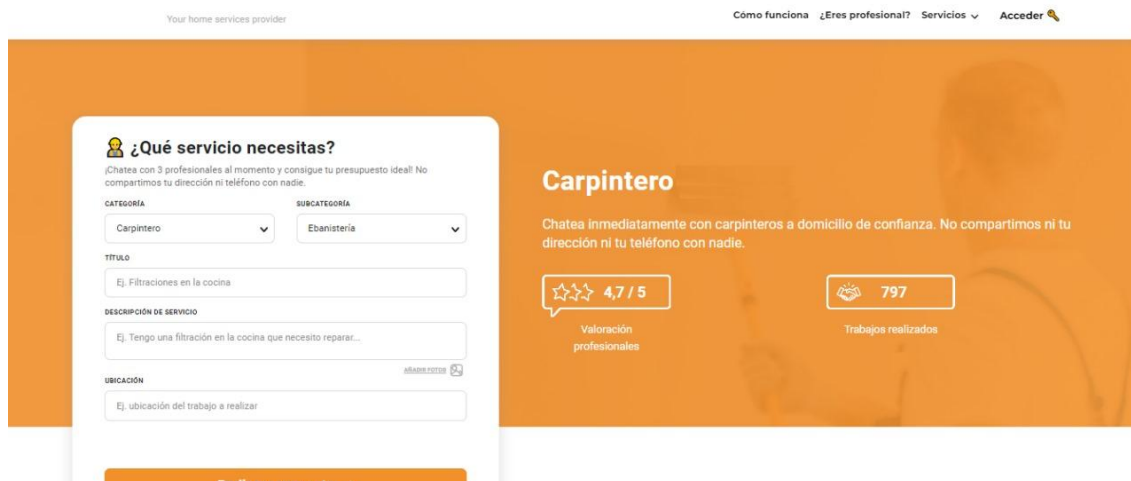 Your home services provider
Cómo funciona ¿Eres profesional? Servicios Acceder
¿Qué servicio necesitas?
¡Chatea con 3 profesionales al momento y consigue tu presupuesto ideal! No
compartimos tu dirección ni teléfono con nadie.
CATEGORÍA
SUBCATEGORÍA
Carpintero
Ebanistería
TÍTULO
Ej. Filtraciones en la cocina
DESCRIPCIÓN DE SERVICIO
Ej. Tengo una filtración en la cocina que necesito reparar...
AÑADIR FOTOS
UBICACIÓN
Ej. ubicación del trabajo a realizar
Carpintero
Chatea inmediatamente con carpinteros a domicilio de confianza. No compartimos ni tu
dirección ni tu teléfono con nadie.
4,7 / 5
Valoración
profesionales
797
Trabajos realizados